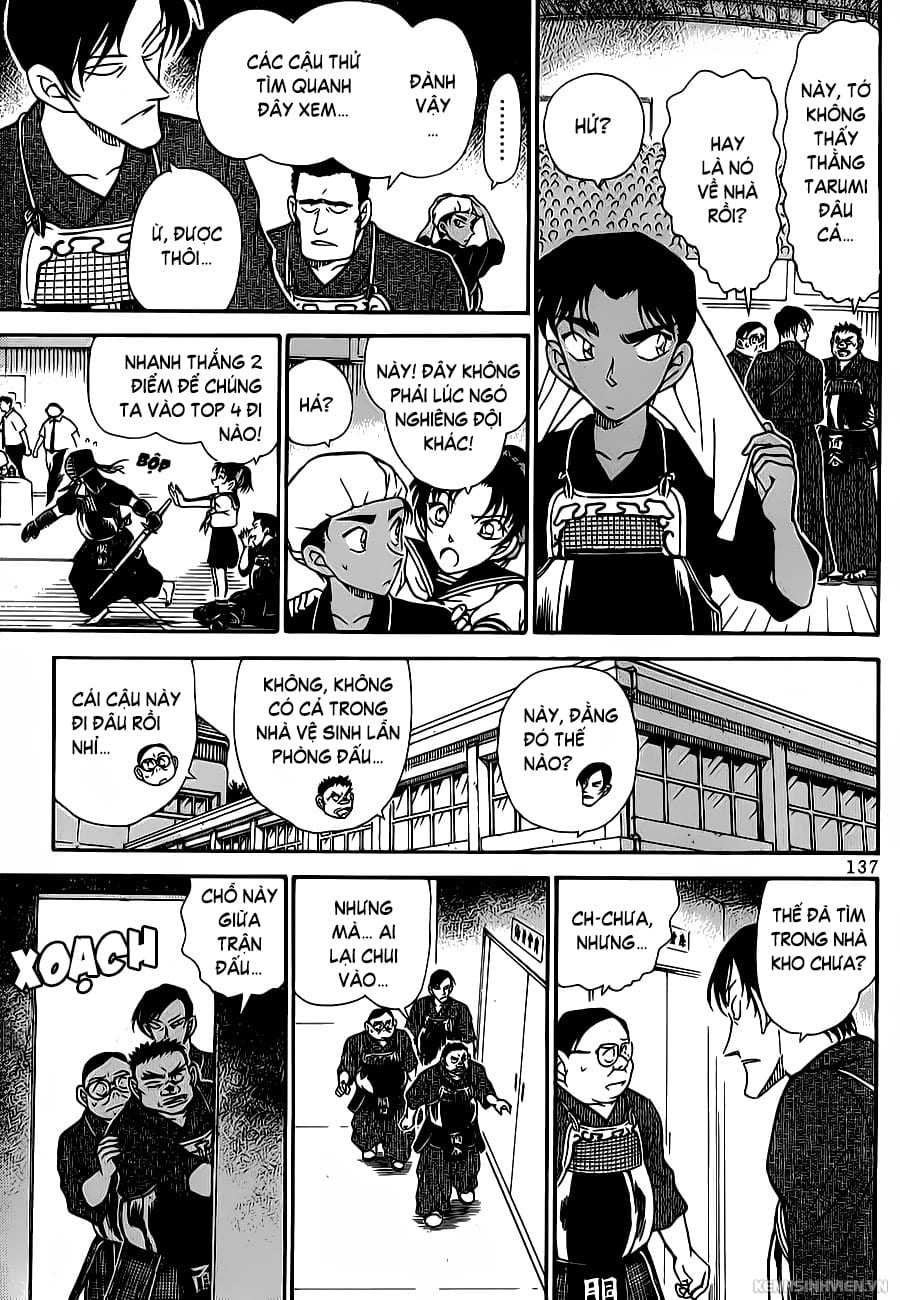 NÀY, TỚ
KHÔNG
THẤY
THẰNG
TARUMI
ĐÂU
CẢ...
HAY
LÀ NÓ
VỀ NHÀ
RỒI?
HỬ?
.........
ĐÀNH
VẬY
...
CÁC CẬU THỬ
TÌM QUANH
ĐÂY XEM...
Ừ, ĐƯỢC
THÔI...
NÀY! ĐÂY KHÔNG
PHẢI LÚC NGÓ
NGHIÊNG ĐỘI
KHÁC!
HẢ?
NHANH THẮNG 2
ĐIỂM ĐỂ CHÚNG
TA VÀO TOP 4 ĐI
NÀO!
BỘP
NÀY, ĐẰNG
ĐÓ THẾ
NÀO?
KHÔNG, KHÔNG
CÓ CẢ TRONG
NHÀ VỆ SINH LẪN
PHÒNG ĐẤU...
CÁI CẬU NÀY
ĐI ĐÂU RỒI
NHỈ...
137
THẾ ĐÃ TÌM
TRONG NHÀ
KHO CHƯA?
CH-CHƯA,
NHƯNG...
NHƯNG
MÀ... AI
LẠI CHUI
VÀO...
CHỖ NÀY
GIỮA
TRẬN
ĐẤU...
XOẠCH
KENHSINHVIEN.VN